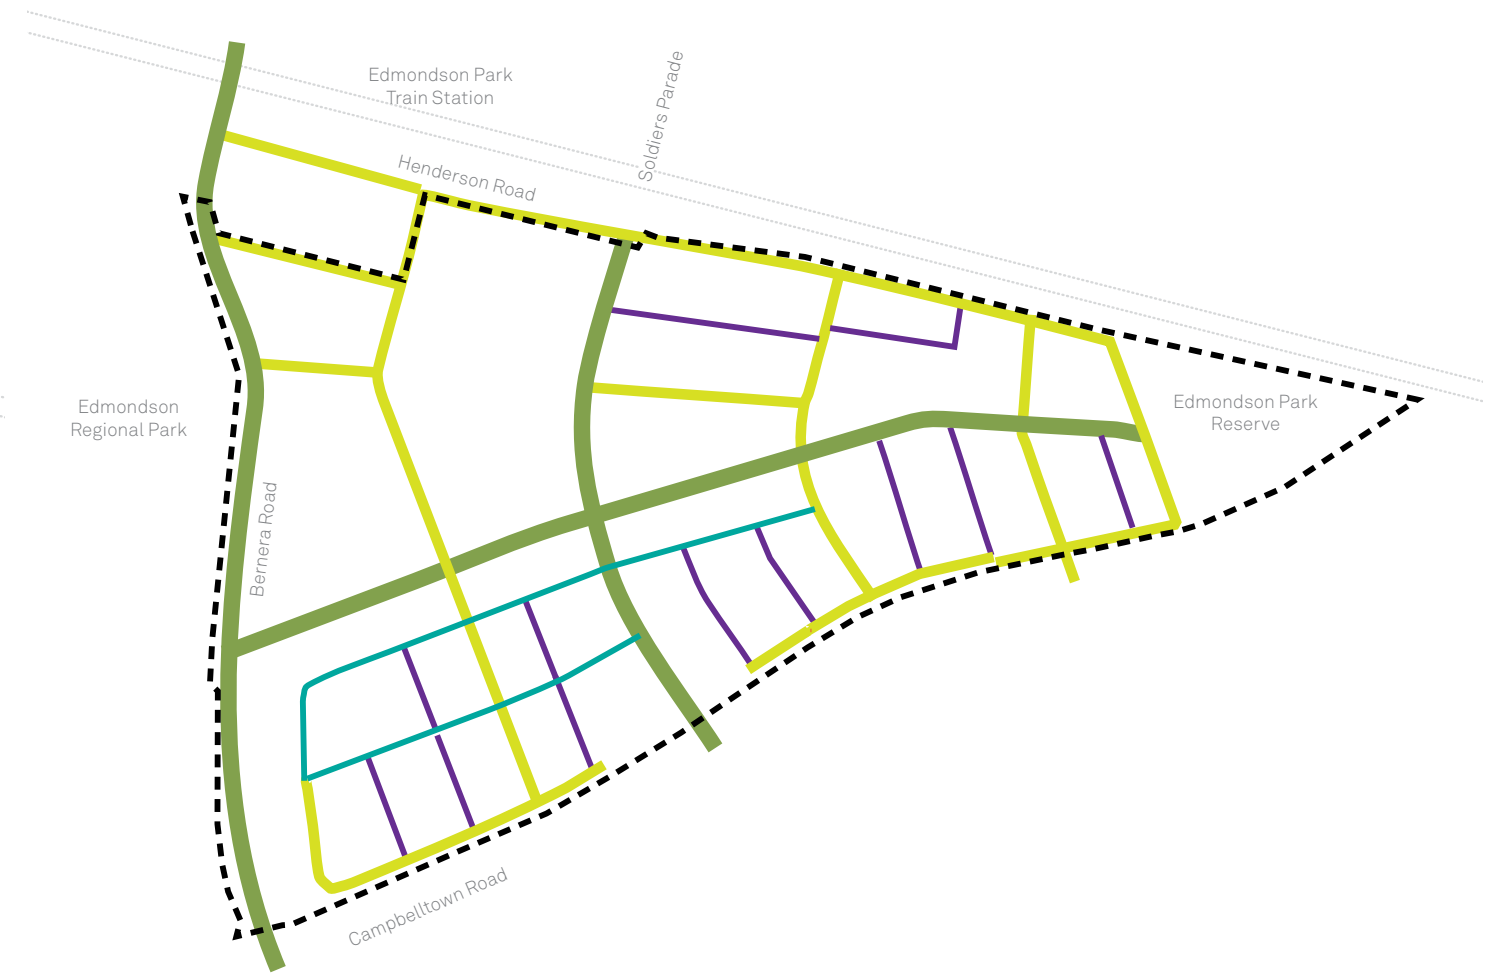 Edmondson Park
Train Station
Soldiers Parade
Henderson Road
Edmondson Park
Reserve
Edmondson
Regional Park
Bernera Road
Campbelltown Road